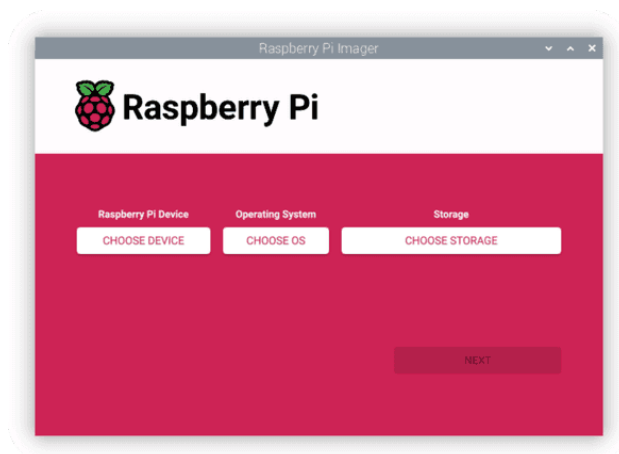 Raspberry Pi Imager
Raspberry Pi
Raspberry Pi Device Operating System Storage
CHOOSE DEVICE CHOOSE OS CHOOSE STORAGE
NEXT